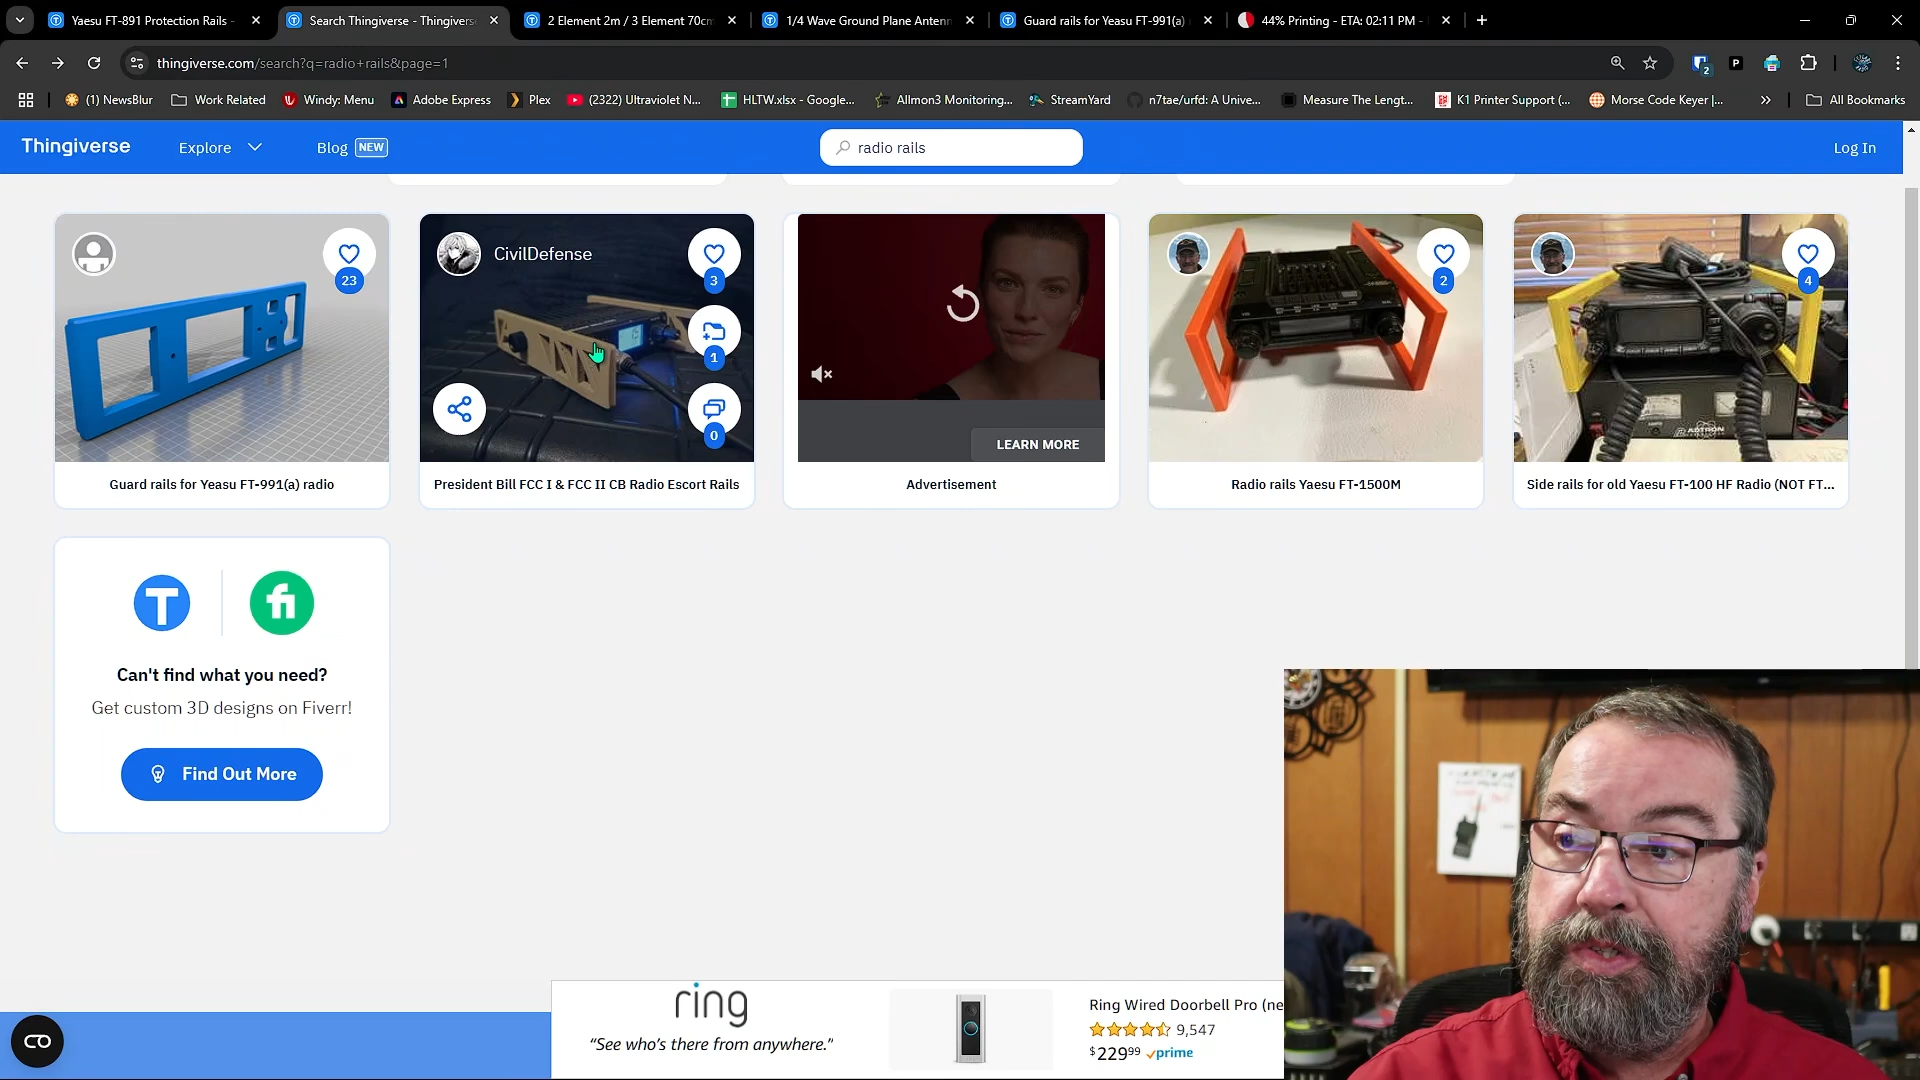 Yaesu FT-891 Protection Rails -
Search Thingiverse - Thingivers
2 Element 2m / 3 Element 70cm
1/4 Wave Ground Plane Antenn
Guard rails for Yeasu FT-991(a)
44% Printing - ETA: 02:11 PM -
thingiverse.com/search?q=radio+rails&page=1
2
P
(1) NewsBlur
Work Related
Windy: Menu
Adobe Express
Plex
(2322) Ultraviolet N...
HLTW.xlsx - Google...
Allmon3 Monitoring...
StreamYard
n7tae/urfd: A Unive...
Measure The Lengt...
K1 Printer Support (...
Morse Code Keyer |...
All Bookmarks
Thingiverse
Explore
Blog NEW
radio rails
Log In
CivilDefense
23
3
1
0
2
4
LEARN MORE
ASTRON
Guard rails for Yeasu FT-991(a) radio
President Bill FCC I & FCC II CB Radio Escort Rails
Advertisement
Radio rails Yaesu FT-1500M
Side rails for old Yaesu FT-100 HF Radio (NOT FT...
T
fi
Can't find what you need?
Get custom 3D designs on Fiverr!
Find Out More
ring
“See who's there from anywhere.”
Ring Wired Doorbell Pro (ne
9,547
$229.99 prime